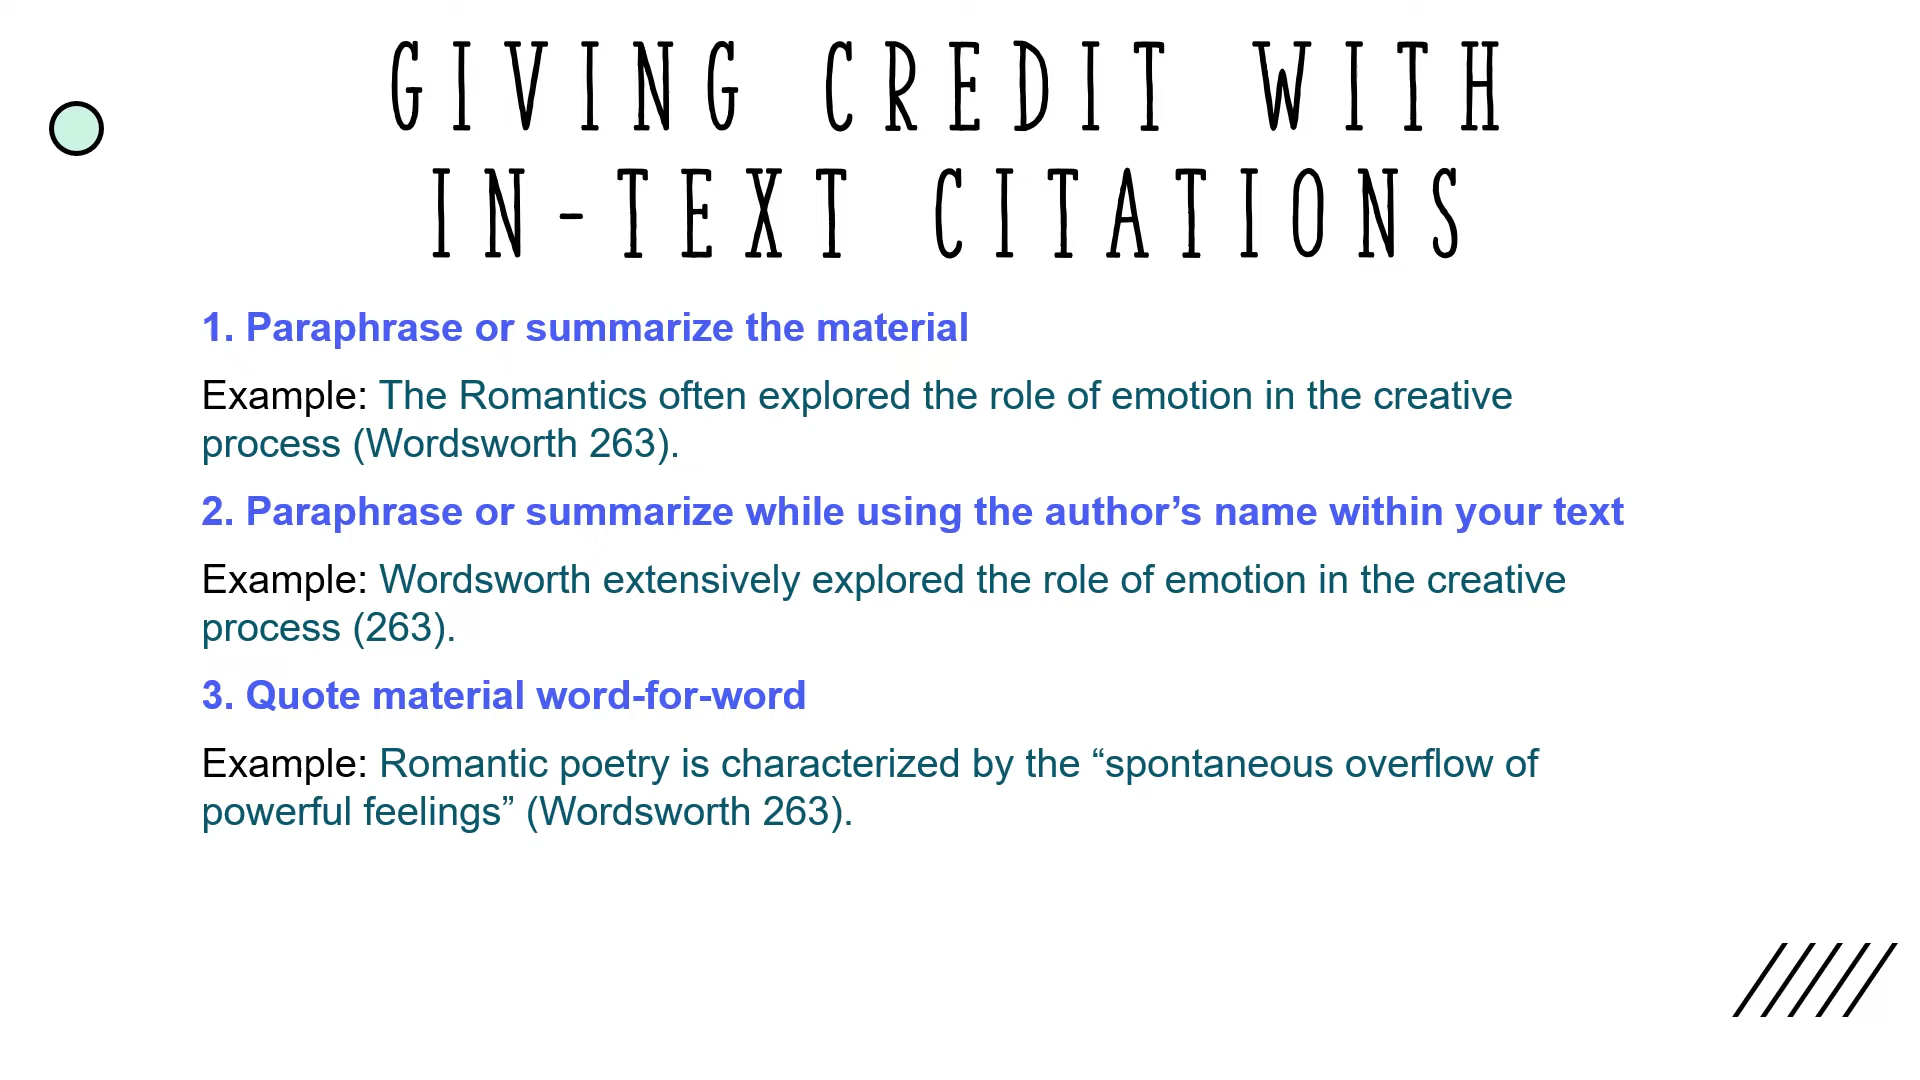 GIVING CREDIT WITH
IN-TEXT CITATIONS
1. Paraphrase or summarize the material
Example: The Romantics often explored the role of emotion in the creative
process (Wordsworth 263).
2. Paraphrase or summarize while using the author’s name within your text
Example: Wordsworth extensively explored the role of emotion in the creative
process (263).
3. Quote material word-for-word
Example: Romantic poetry is characterized by the “spontaneous overflow of
powerful feelings” (Wordsworth 263).